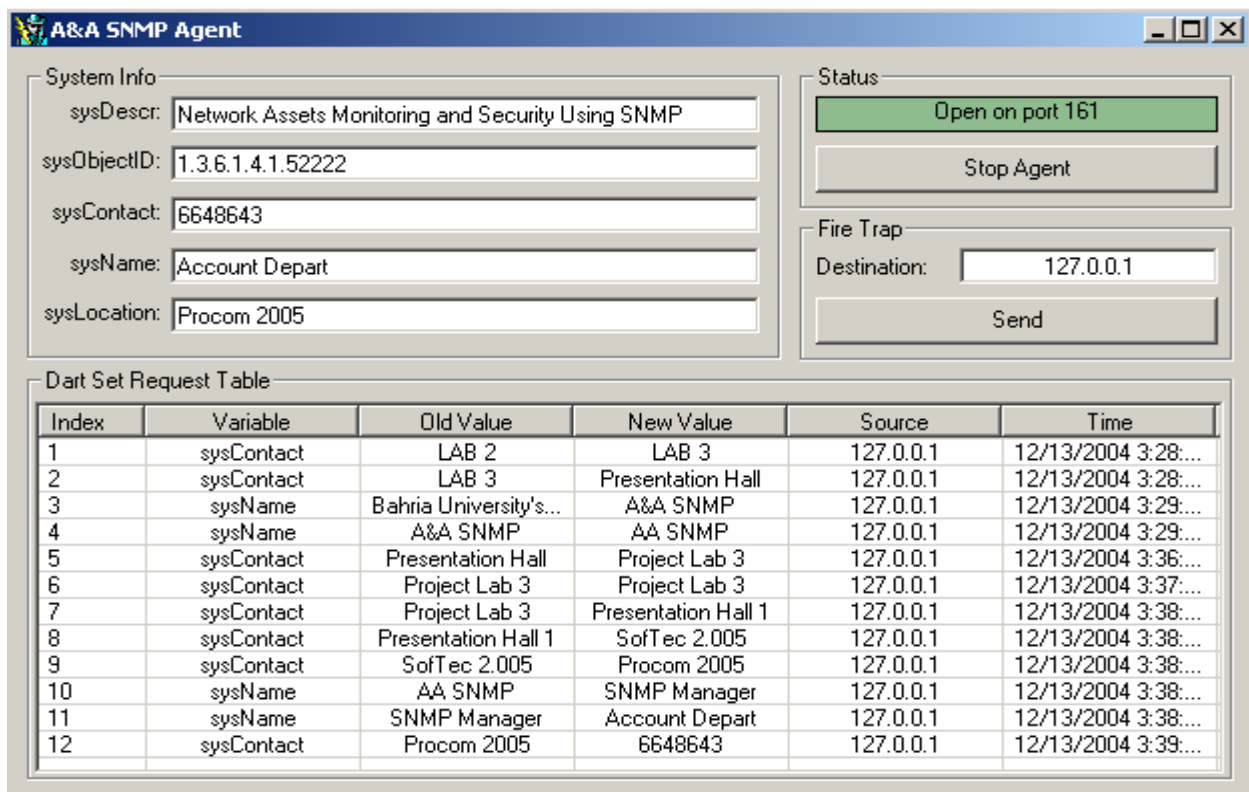 A&A SNMP Agent
System Info
sysDescr: Network Assets Monitoring and Security Using SNMP
sysObjectID: 1.3.6.1.4.1.52222
sysContact: 6648643
sysName: Account Depart
sysLocation: Procom 2005
Status
Open on port 161
Stop Agent
Fire Trap
Destination: 127.0.0.1
Send
Dart Set Request Table
Index Variable Old Value New Value Source Time
1 sysContact LAB 2 LAB 3 127.0.0.1 12/13/2004 3:28:...
2 sysContact LAB 3 Presentation Hall 127.0.0.1 12/13/2004 3:28:...
3 sysName Bahria University's... A&A SNMP 127.0.0.1 12/13/2004 3:29:...
4 sysName A&A SNMP AA SNMP 127.0.0.1 12/13/2004 3:29:...
5 sysContact Presentation Hall Project Lab 3 127.0.0.1 12/13/2004 3:36:...
6 sysContact Project Lab 3 Project Lab 3 127.0.0.1 12/13/2004 3:37:...
7 sysContact Project Lab 3 Presentation Hall 1 127.0.0.1 12/13/2004 3:38:...
8 sysContact Presentation Hall 1 SofTec 2.005 127.0.0.1 12/13/2004 3:38:...
9 sysContact SofTec 2.005 Procom 2005 127.0.0.1 12/13/2004 3:38:...
10 sysName AA SNMP SNMP Manager 127.0.0.1 12/13/2004 3:38:...
11 sysName SNMP Manager Account Depart 127.0.0.1 12/13/2004 3:38:...
12 sysContact Procom 2005 6648643 127.0.0.1 12/13/2004 3:39:...